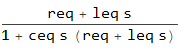 req + leq s
1 + ceq s (req + leq s)